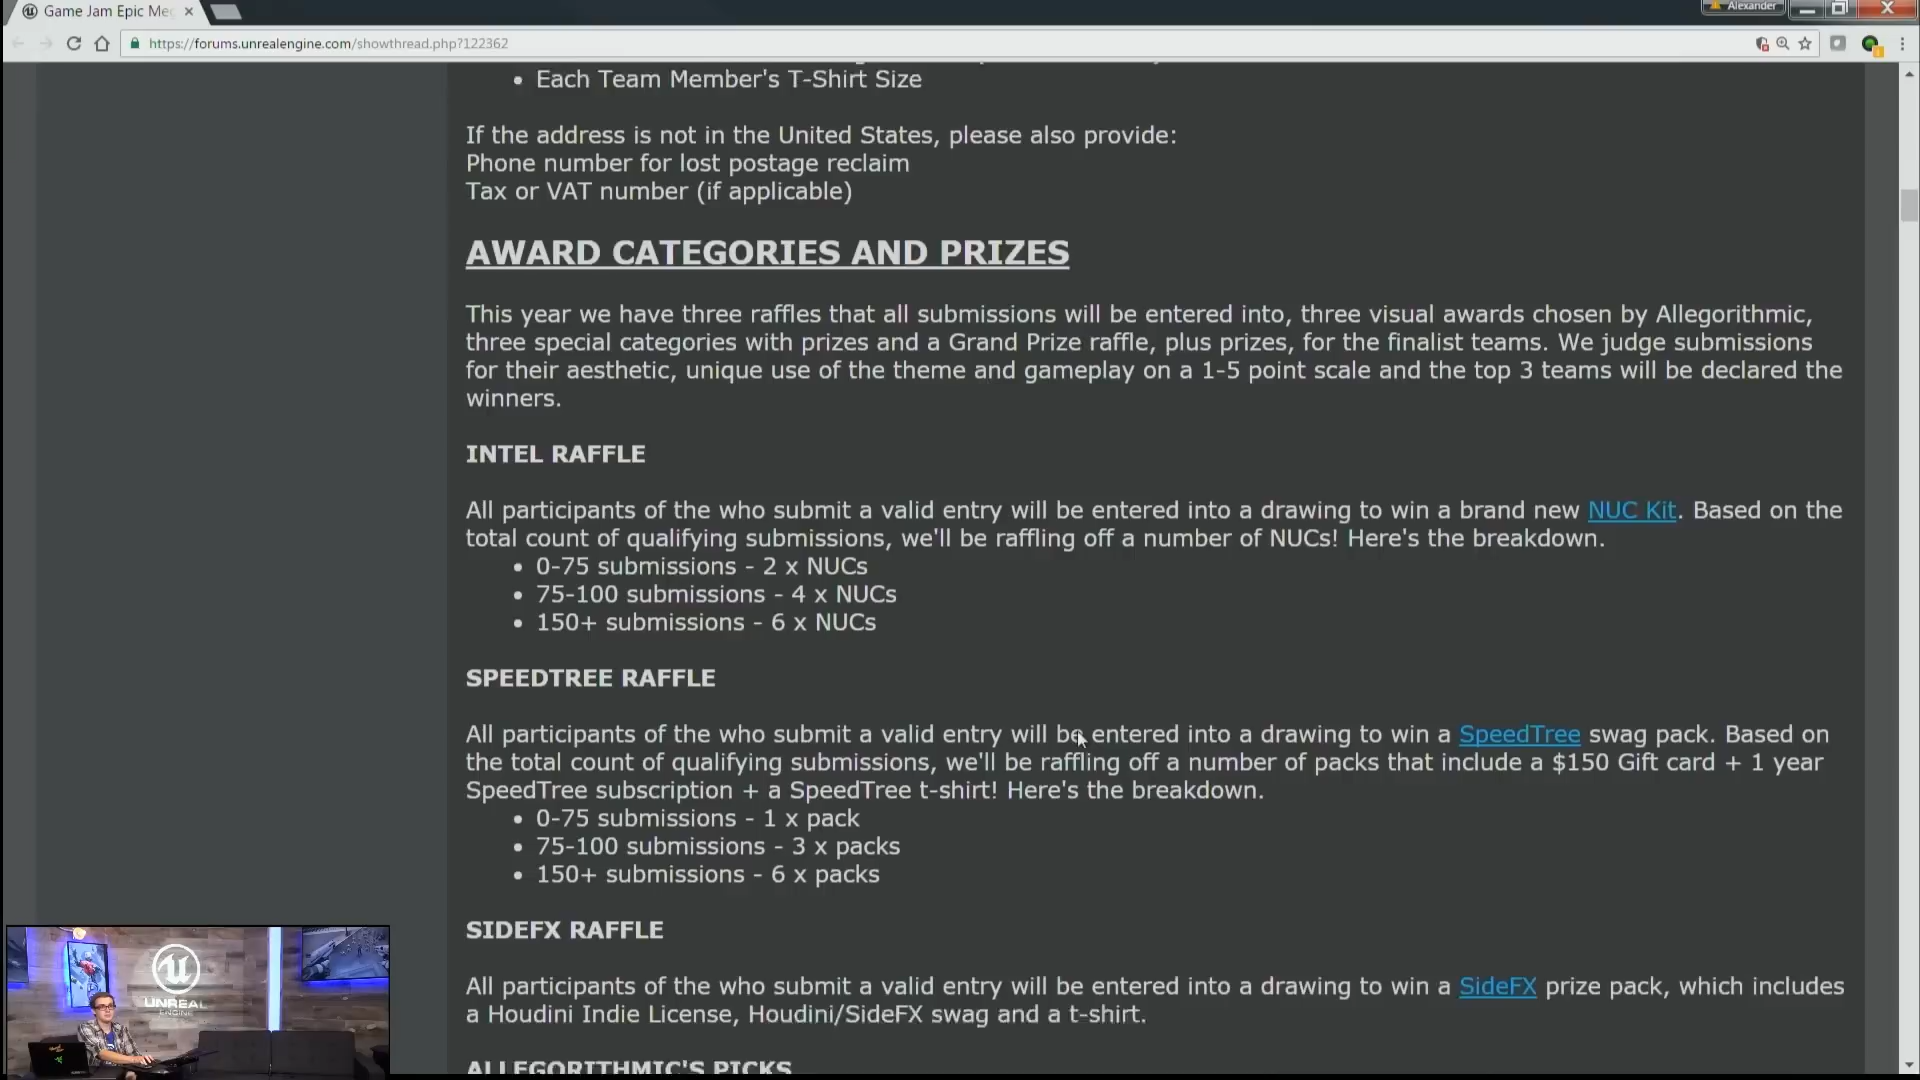 Game Jam Epic Me
Alexander
https://forums.unrealengine.com/showthread.php?122362
• Each Team Member's T-Shirt Size
If the address is not in the United States, please also provide:
Phone number for lost postage reclaim
Tax or VAT number (if applicable)
AWARD CATEGORIES AND PRIZES
This year we have three raffles that all submissions will be entered into, three visual awards chosen by Allegorithmic,
three special categories with prizes and a Grand Prize raffle, plus prizes, for the finalist teams. We judge submissions
for their aesthetic, unique use of the theme and gameplay on a 1-5 point scale and the top 3 teams will be declared the
winners.
INTEL RAFFLE
All participants of the who submit a valid entry will be entered into a drawing to win a brand new NUC Kit. Based on the
total count of qualifying submissions, we'll be raffling off a number of NUCs! Here's the breakdown.
• 0-75 submissions - 2 x NUCs
• 75-100 submissions - 4 x NUCs
• 150+ submissions - 6 x NUCs
SPEEDTREE RAFFLE
All participants of the who submit a valid entry will be entered into a drawing to win a SpeedTree swag pack. Based on
the total count of qualifying submissions, we'll be raffling off a number of packs that include a $150 Gift card + 1 year
SpeedTree subscription + a SpeedTree t-shirt! Here's the breakdown.
• 0-75 submissions - 1 x pack
• 75-100 submissions - 3 x packs
• 150+ submissions - 6 x packs
SIDEFX RAFFLE
All participants of the who submit a valid entry will be entered into a drawing to win a SideFX prize pack, which includes
a Houdini Indie License, Houdini/SideFX swag and a t-shirt.
ALLEGORITHMIC'S PICKS
UNREAL
ENGINE